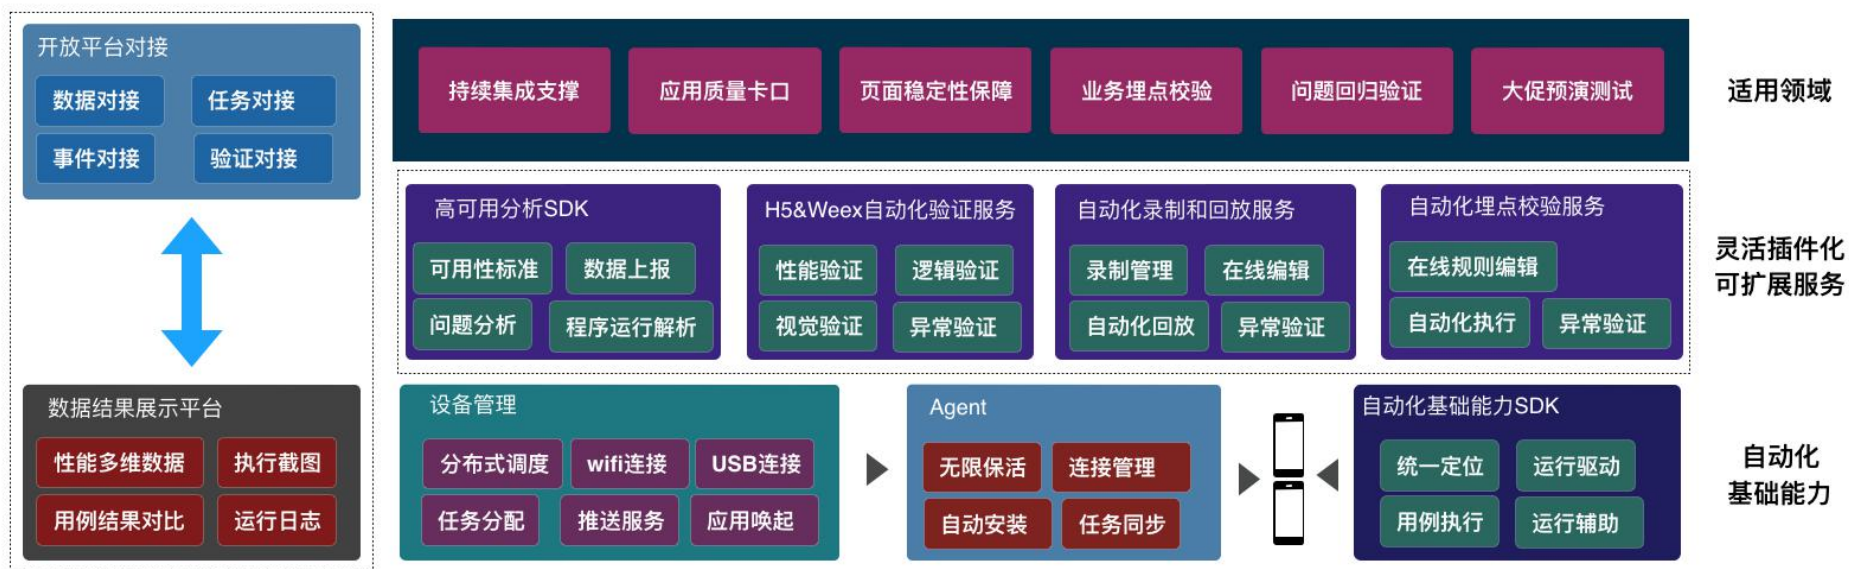 开放平台对接
数据对接
任务对接
事件对接
验证对接
数据结果展示平台
性能多维数据
执行截图
用例结果对比
运行日志
持续集成支撑
应用质量卡口
页面稳定性保障
业务埋点校验
问题回归验证
大促预演测试
适用领域
高可用分析SDK
可用性标准
数据上报
问题分析
程序运行解析
H5&Weex自动化验证服务
性能验证
逻辑验证
视觉验证
异常验证
自动化录制和回放服务
录制管理
在线编辑
自动化回放
异常验证
自动化埋点校验服务
在线规则编辑
自动化执行
异常验证
灵活插件化
可扩展服务
设备管理
分布式调度
wifi连接
USB连接
任务分配
推送服务
应用唤起
Agent
无限保活
连接管理
自动安装
任务同步
自动化基础能力SDK
统一定位
运行驱动
用例执行
运行辅助
自动化
基础能力